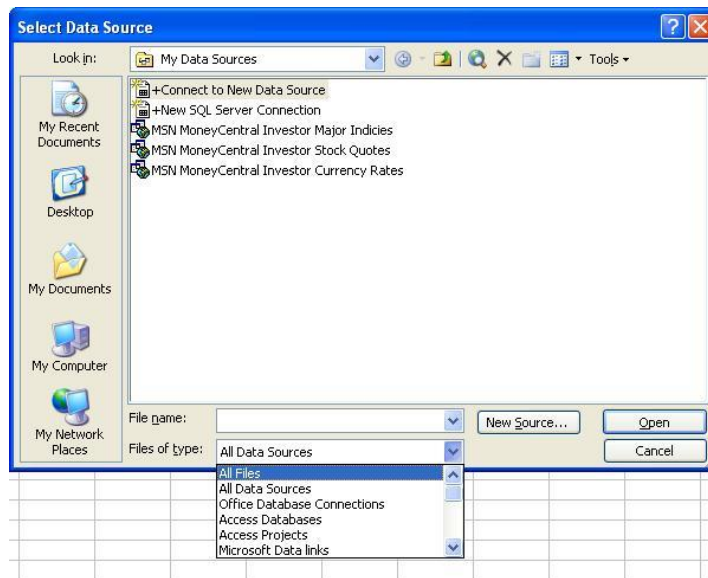 Select Data Source
Look in:
My Data Sources
Tools
My Recent
Documents
Desktop
My Documents
My Computer
My Network
Places
+Connect to New Data Source
+New SQL Server Connection
MSN MoneyCentral Investor Major Indicies
MSN MoneyCentral Investor Stock Quotes
MSN MoneyCentral Investor Currency Rates
File name:
New Source...
Open
Files of type:
All Data Sources
Cancel
All Files
All Data Sources
Office Database Connections
Access Databases
Access Projects
Microsoft Data links